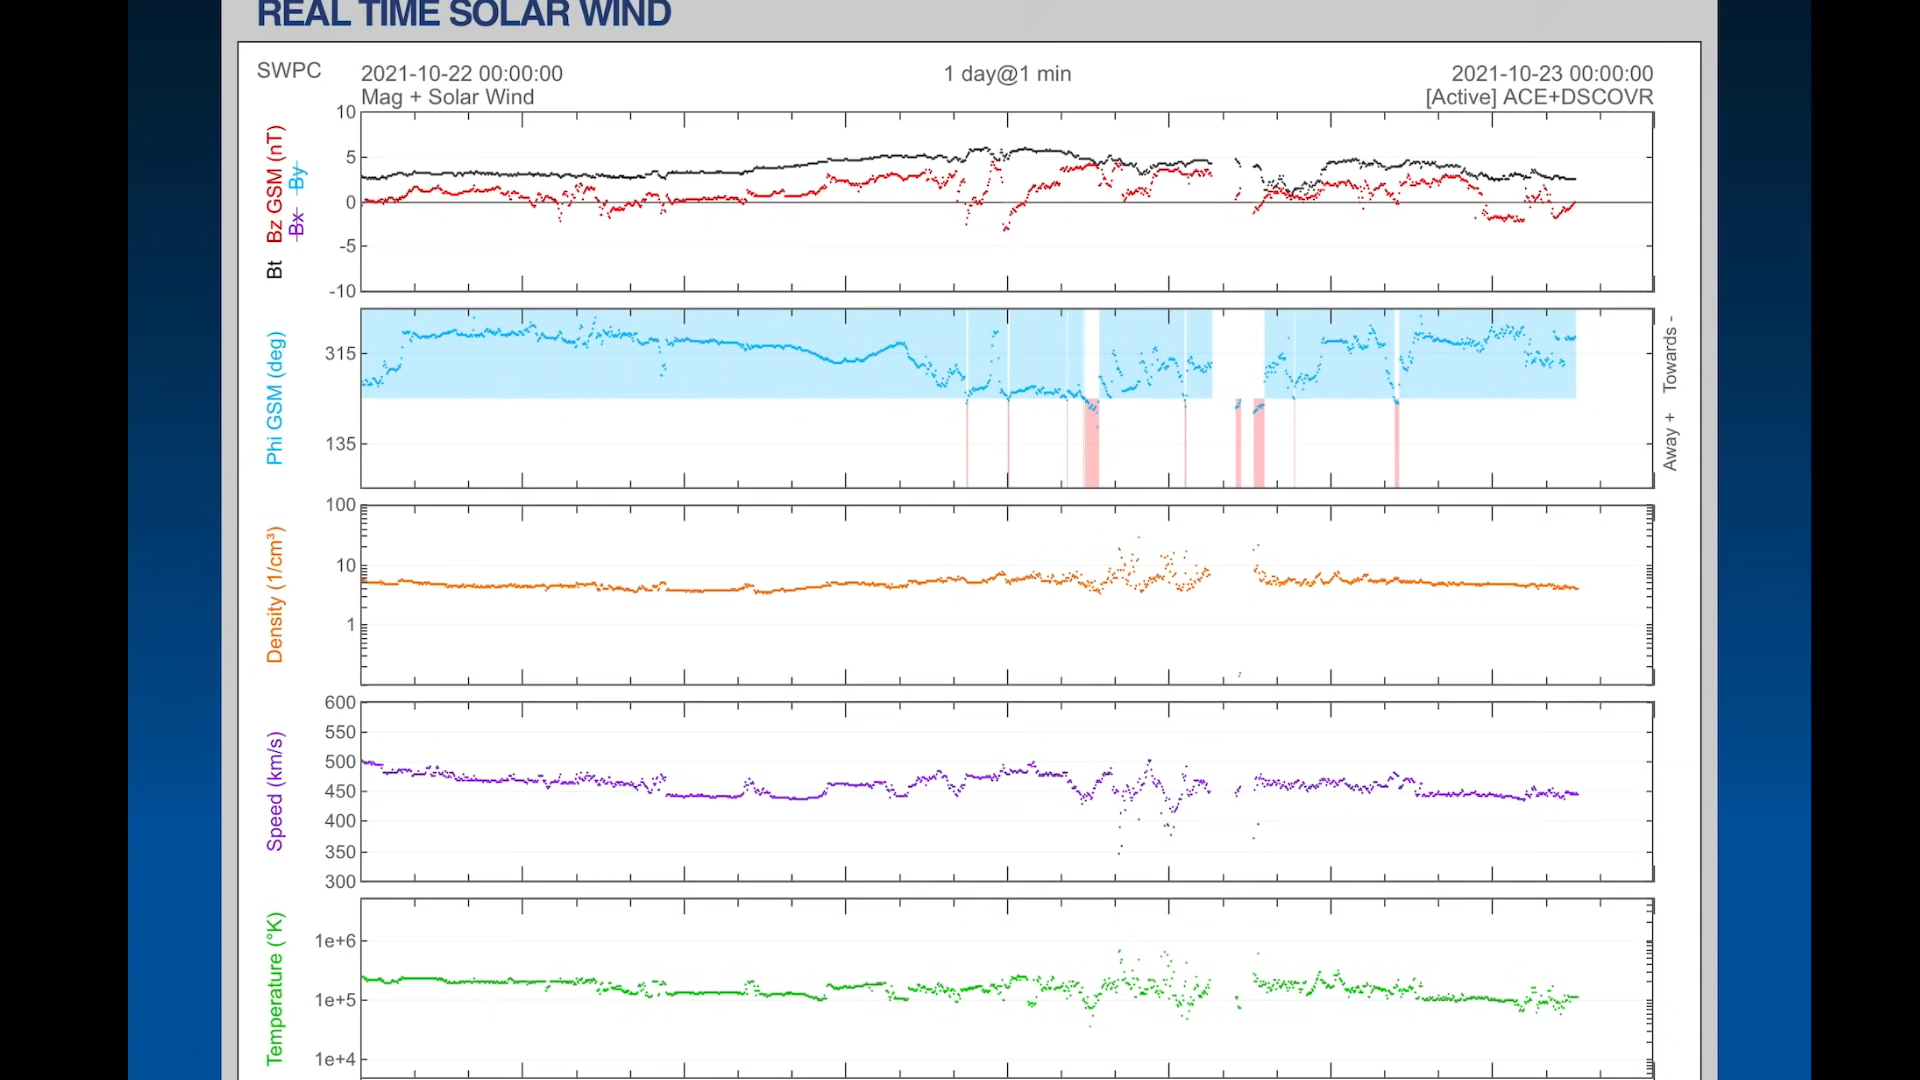 REAL TIME SOLAR WIND
SWPC
2021-10-22 00:00:00
1 day@1 min
2021-10-23 00:00:00
Mag + Solar Wind
[Active] ACE+DSCOVR
Bt Bz GSM (nT)
Bx By
10
5
0
-5
-10
Phi GSM (deg)
315
135
Away + Towards -
Density (1/cm³)
100
10
1
Speed (km/s)
600
550
500
450
400
350
300
Temperature (°K)
1e+6
1e+5
1e+4